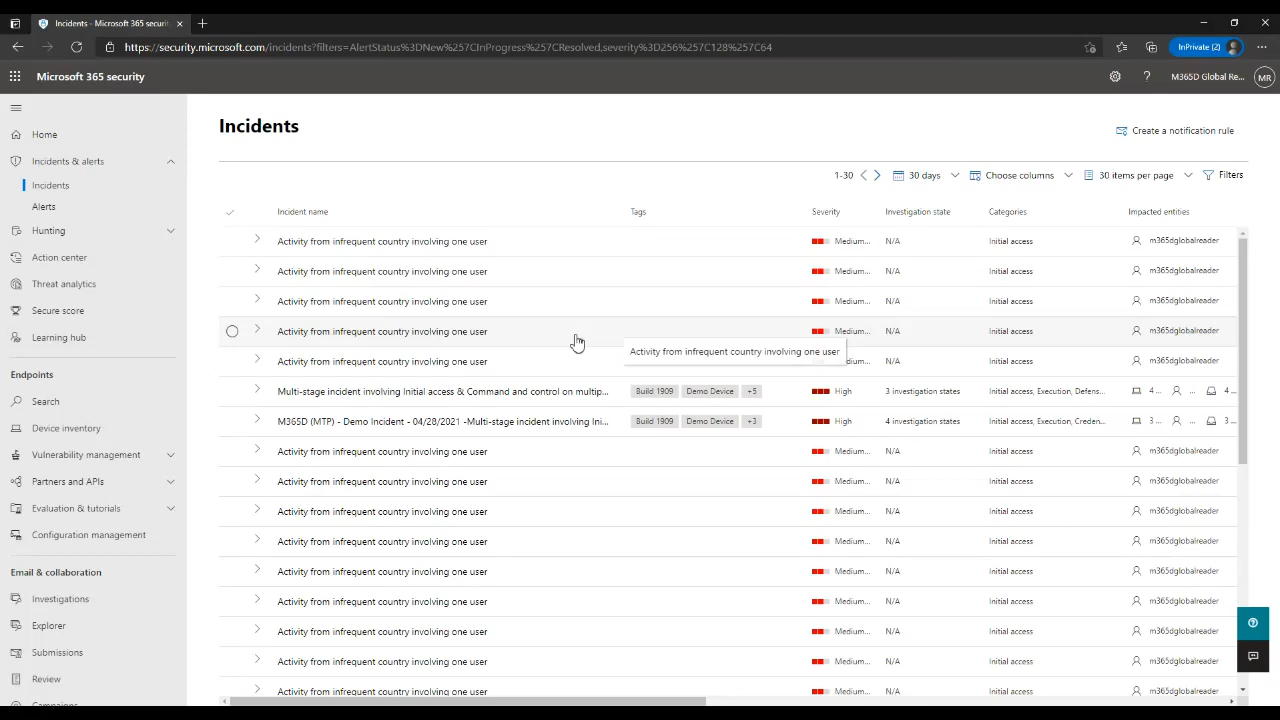 Incidents - Microsoft 365 securit
https://security.microsoft.com/incidents?filters=AlertStatus%3DNew%257CInProgress%257CResolved,severity%3D256%257C128%257C64
InPrivate (2)
Microsoft 365 security
M365D Global Re...
MR
Home
Incidents & alerts
Incidents
Alerts
Hunting
Action center
Threat analytics
Secure score
Learning hub
Endpoints
Search
Device inventory
Vulnerability management
Partners and APIs
Evaluation & tutorials
Configuration management
Email & collaboration
Investigations
Explorer
Submissions
Review
Incidents
Create a notification rule
1-30 30 days Choose columns 30 items per page Filters
Incident name Tags Severity Investigation state Categories Impacted entities
Activity from infrequent country involving one user Medium... N/A Initial access m365dglobalreader
Activity from infrequent country involving one user Medium... N/A Initial access m365dglobalreader
Activity from infrequent country involving one user Medium... N/A Initial access m365dglobalreader
Activity from infrequent country involving one user Medium... N/A Initial access m365dglobalreader
Activity from infrequent country involving one user
Activity from infrequent country involving one user N/A Initial access m365dglobalreader
Multi-stage incident involving Initial access & Command and control on multip... Build 1909 Demo Device +5 High 3 investigation states Initial access, Execution, Defens... 4 ... ... 4 ...
M365D (MTP) - Demo Incident - 04/28/2021 -Multi-stage incident involving Ini... Build 1909 Demo Device +3 High 4 investigation states Initial access, Execution, Creden... 3 ... ... 3 ...
Activity from infrequent country involving one user Medium... N/A Initial access m365dglobalreader
Activity from infrequent country involving one user Medium... N/A Initial access m365dglobalreader
Activity from infrequent country involving one user Medium... N/A Initial access m365dglobalreader
Activity from infrequent country involving one user Medium... N/A Initial access m365dglobalreader
Activity from infrequent country involving one user Medium... N/A Initial access m365dglobalreader
Activity from infrequent country involving one user Medium... N/A Initial access m365dglobalreader
Activity from infrequent country involving one user Medium... N/A Initial access m365dglobalreader
Activity from infrequent country involving one user Medium... N/A Initial access m365dglobalreader
Activity from infrequent country involving one user Medium... N/A Initial access m365dglobalreader